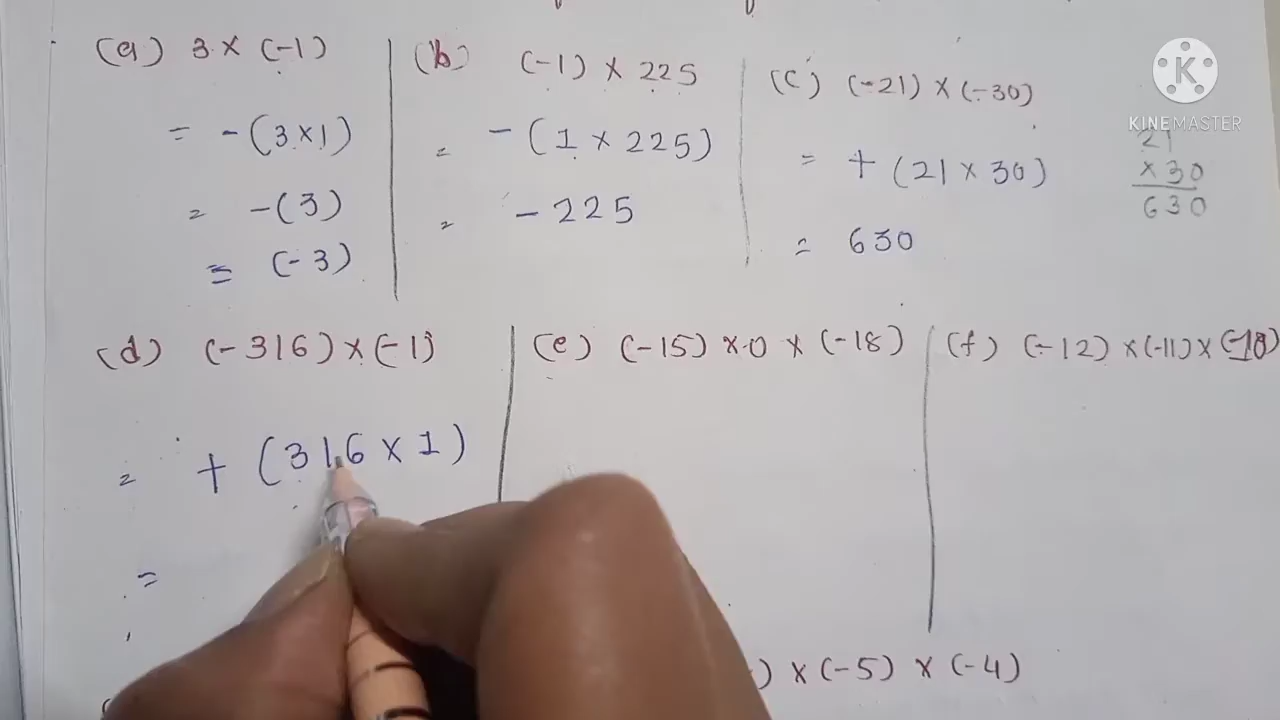 (a) 3 × (-1)
= -(3×1)
= -(3)
= (-3)
(b) (-1) × 225
= -(1 × 225)
= -225
(c) (-21) × (-30)
= +(21 × 30)
= 630
21
×30
630
K
KINEMASTER
(d) (-316) × (-1)
= +(316 × 1)
=
(e) (-15) × 0 × (-18)
(f) (-12) × (-11) × (-10)
) × (-5) × (-4)